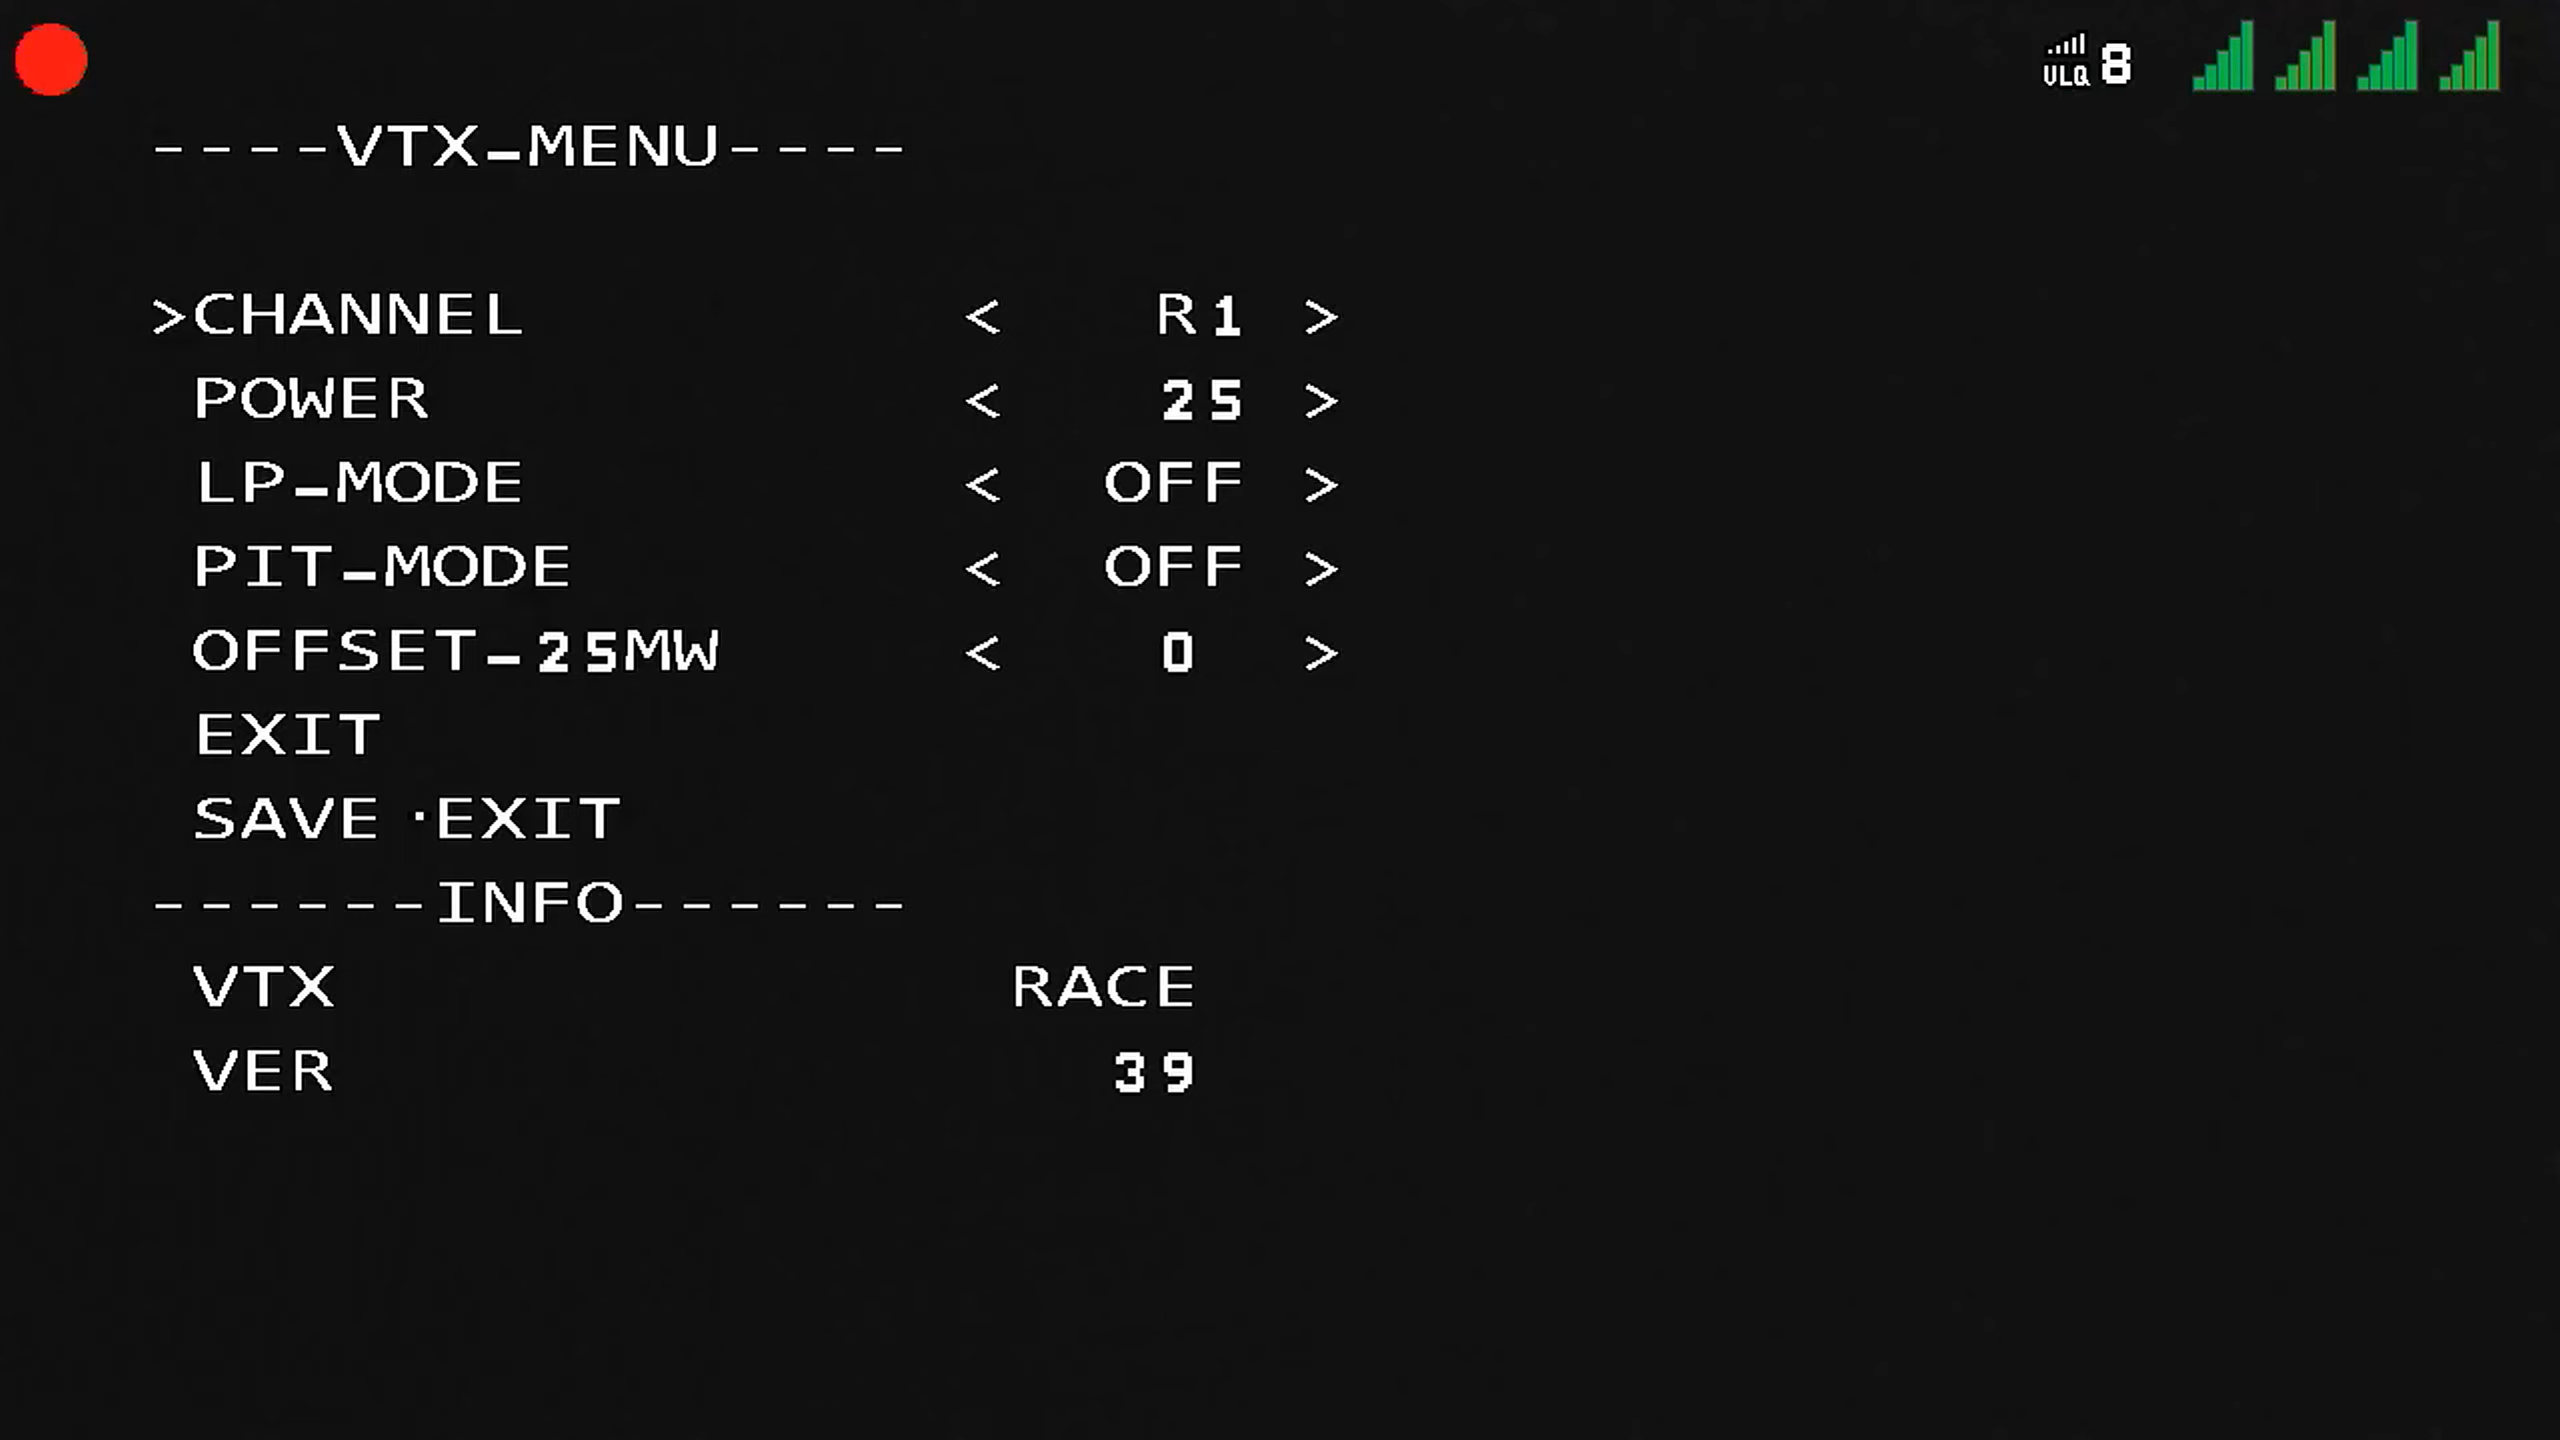 VLQ 8
----VTX-MENU----
>CHANNEL < R1 >
POWER < 25 >
LP-MODE < OFF >
PIT-MODE < OFF >
OFFSET-25MW < 0 >
EXIT
SAVE ·EXIT
------INFO------
VTX RACE
VER 39